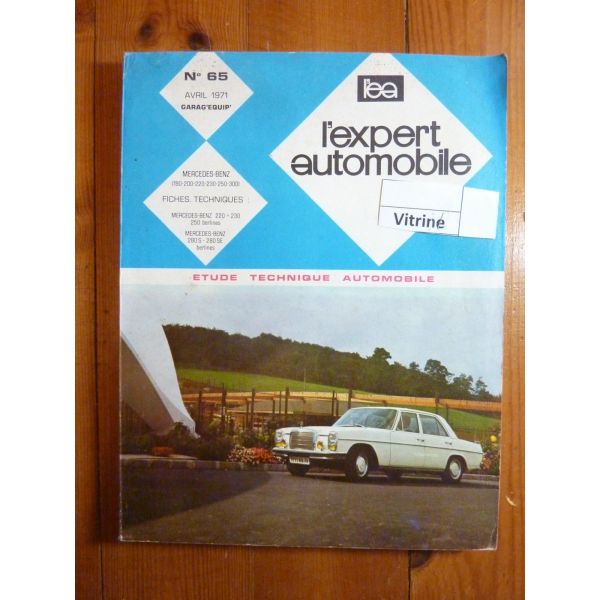 N° 65
AVRIL 1971
GARAG'EQUIP'
l'ea
l'expert
automobile
MERCEDES-BENZ
(190-200-220-230-250-300)
FICHES TECHNIQUES :
MERCEDES-BENZ 220 - 230
250 berlines
MERCEDES-BENZ
280 S - 280 SE
berlines
Vitrine
ETUDE TECHNIQUE AUTOMOBILE